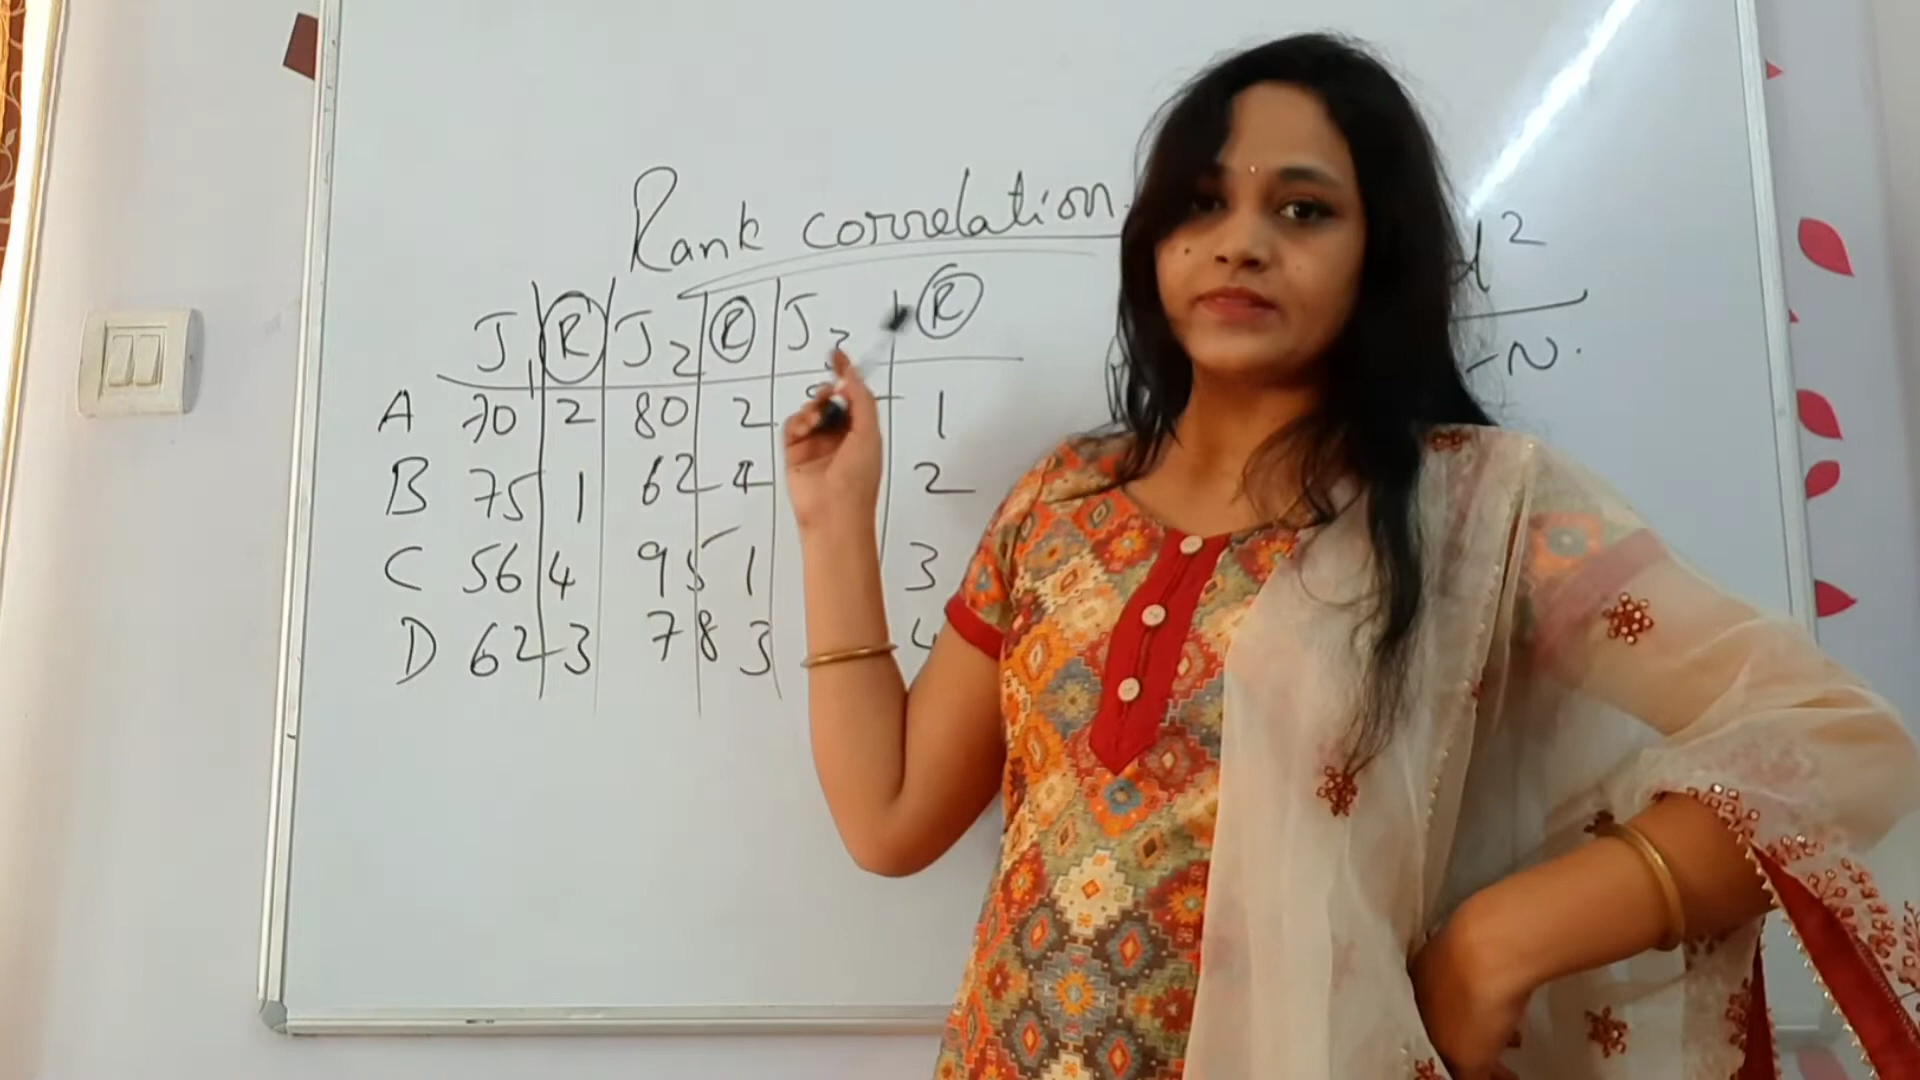 Rank correlation.
d²
-N.
J₁ R J₂ R J₃ R
A 70 2 80 2 1
B 75 1 62 4 2
C 56 4 95 1 3
D 62 3 78 3 4